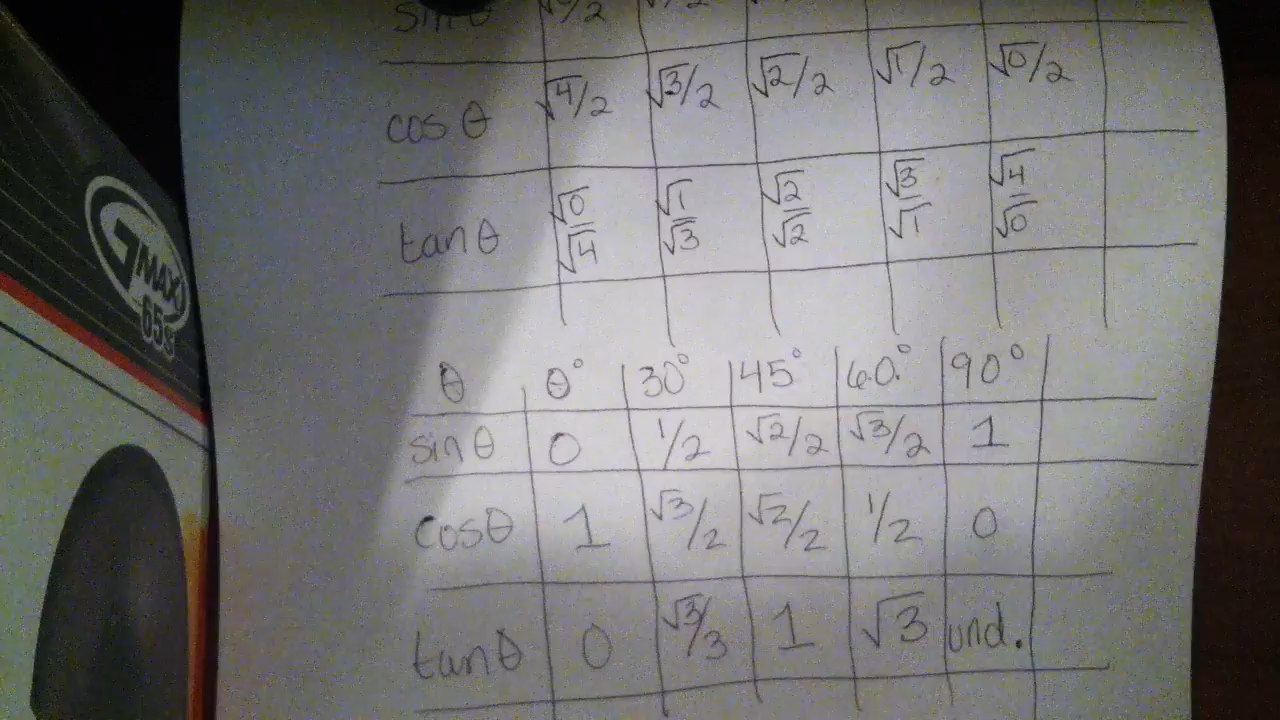 sin θ
cos θ √4/2 √3/2 √2/2 √1/2 √0/2
tan θ √0/√4 √1/√3 √2/√2 √3/√1 √4/√0
θ θ° 30° 45° 60.° 90°
sin θ 0 1/2 √2/2 √3/2 1
cos θ 1 √3/2 √2/2 1/2 0
tan θ 0 √3/3 1 √3 und.
GMAX
65s